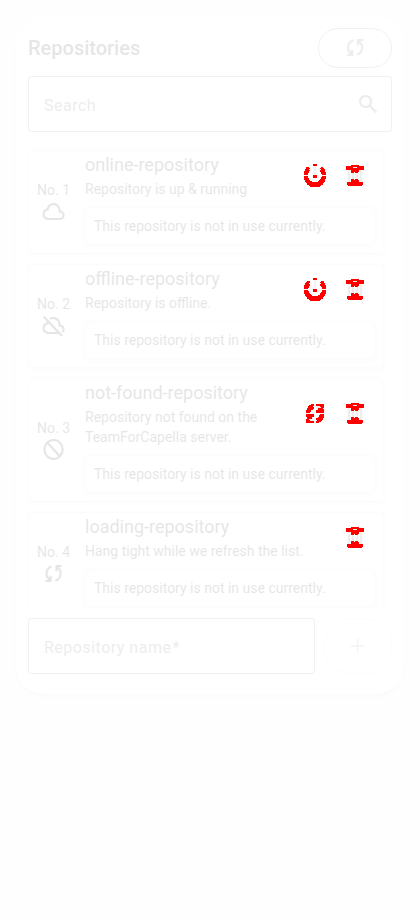 Repositories
Search
online-repository
No. 1
Repository is up & running
This repository is not in use currently.
offline-repository
No. 2
Repository is offline.
This repository is not in use currently.
not-found-repository
Repository not found on the
No. 3
TeamForCapella server.
This repository is not in use currently.
loading-repository
No. 4
Hang tight while we refresh the list.
This repository is not in use currently.
Repository name*